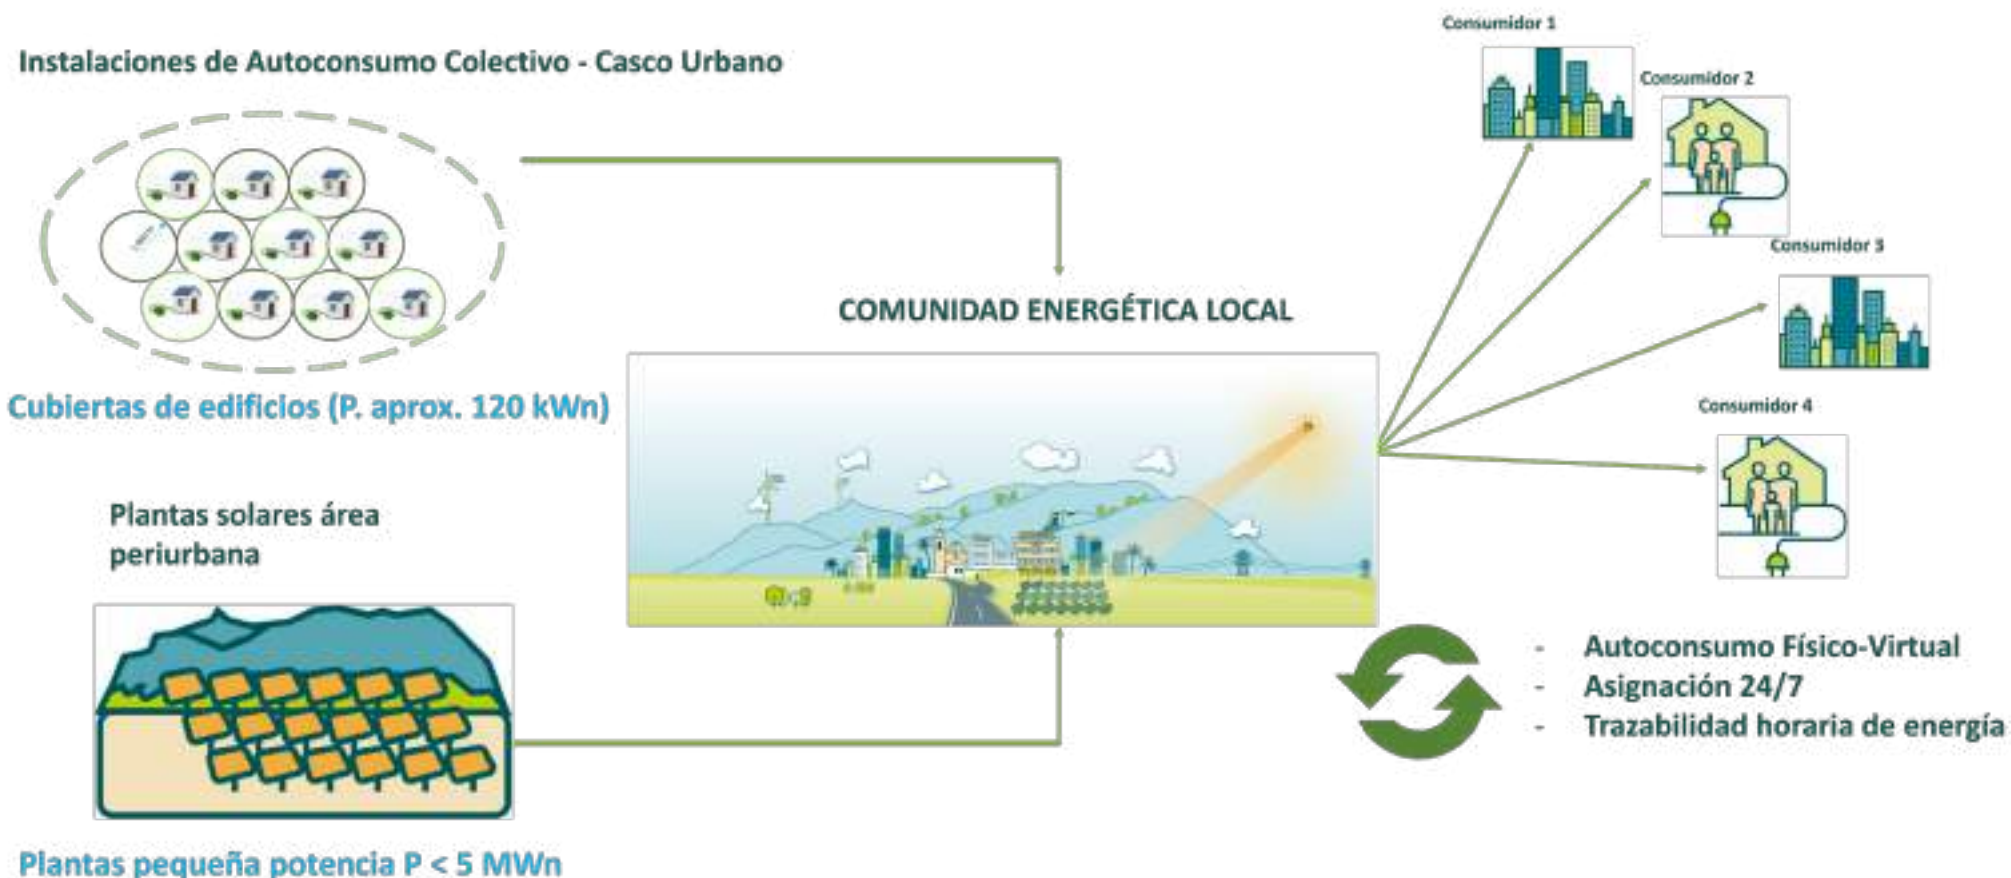 Instalaciones de Autoconsumo Colectivo - Casco Urbano
Cubiertas de edificios (P. aprox. 120 kWn)
Plantas solares área
periurbana
Plantas pequeña potencia P < 5 MWn
COMUNIDAD ENERGÉTICA LOCAL
Consumidor 1
Consumidor 2
Consumidor 3
Consumidor 4
- Autoconsumo Físico-Virtual
- Asignación 24/7
- Trazabilidad horaria de energía